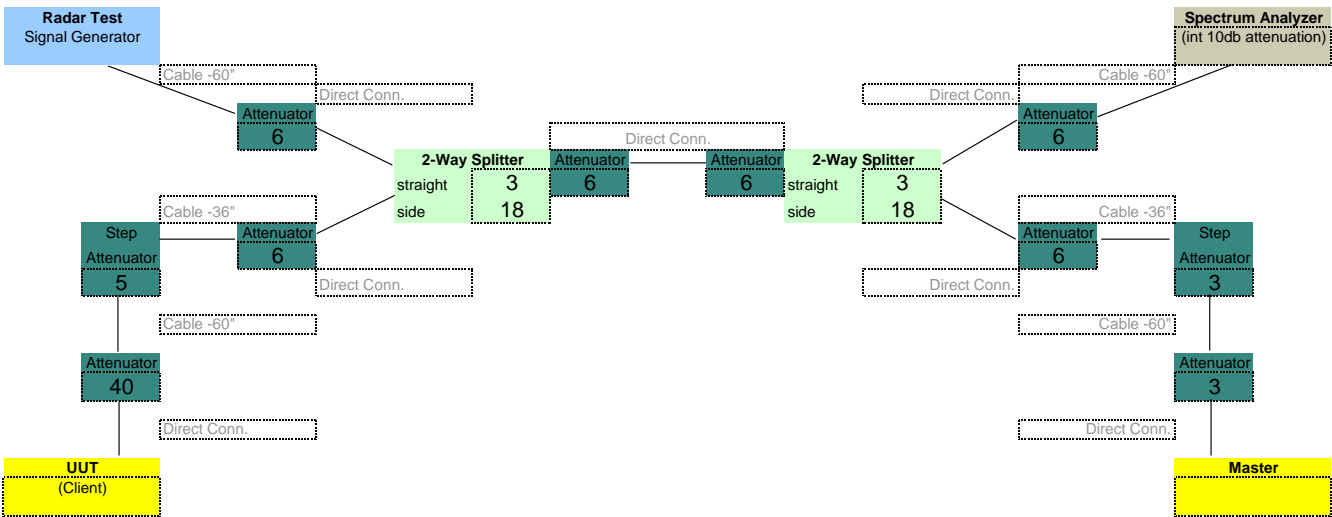 Radar Test
Signal Generator
Spectrum Analyzer
(int 10db attenuation)
Cable -60"
Cable -60"
Direct Conn.
Direct Conn.
Attenuator
6
Attenuator
6
Direct Conn.
2-Way Splitter
straight 3
side 18
Attenuator
6
Attenuator
6
2-Way Splitter
straight 3
side 18
Cable -36"
Cable -36"
Step
Attenuator
5
Attenuator
6
Attenuator
6
Step
Attenuator
3
Direct Conn.
Direct Conn.
Cable -60"
Cable -60"
Attenuator
40
Attenuator
3
Direct Conn.
Direct Conn.
UUT
(Client)
Master